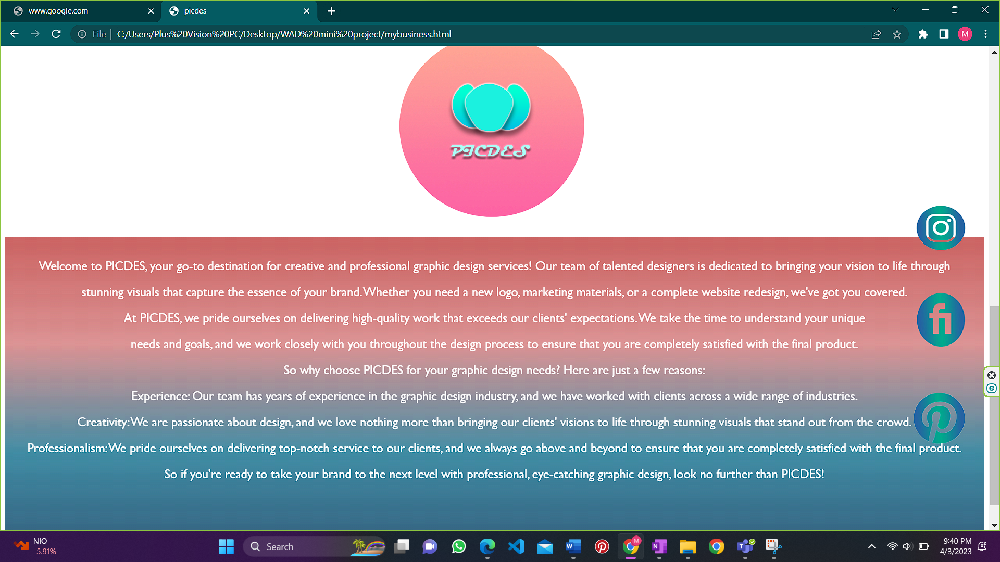 www.google.com
picdes
File
C:/Users/Plus%20Vision%20PC/Desktop/WAD%20mini%20project/mybusiness.html
M
PICDES
Welcome to PICDES, your go-to destination for creative and professional graphic design services! Our team of talented designers is dedicated to bringing your vision to life through
stunning visuals that capture the essence of your brand. Whether you need a new logo, marketing materials, or a complete website redesign, we've got you covered.
At PICDES, we pride ourselves on delivering high-quality work that exceeds our clients' expectations. We take the time to understand your unique
needs and goals, and we work closely with you throughout the design process to ensure that you are completely satisfied with the final product.
So why choose PICDES for your graphic design needs? Here are just a few reasons:
Experience: Our team has years of experience in the graphic design industry, and we have worked with clients across a wide range of industries.
Creativity: We are passionate about design, and we love nothing more than bringing our clients' visions to life through stunning visuals that stand out from the crowd.
Professionalism: We pride ourselves on delivering top-notch service to our clients, and we always go above and beyond to ensure that you are completely satisfied with the final product.
So if you're ready to take your brand to the next level with professional, eye-catching graphic design, look no further than PICDES!
fi
e
NIO
-5.91%
Search
W
M
N
T
9:40 PM
4/3/2023